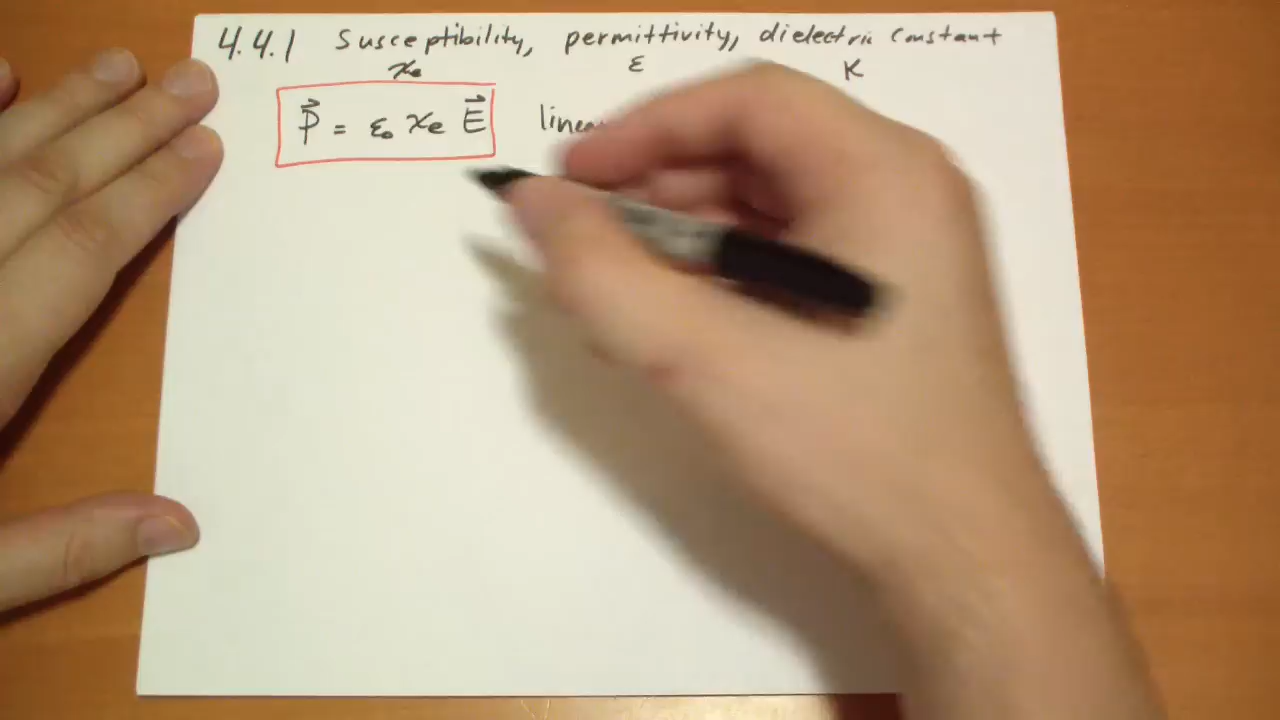 4.4.1 Susceptibility, permittivity, dielectric constant
χe ε K
P⃗ = ε₀ χe E⃗